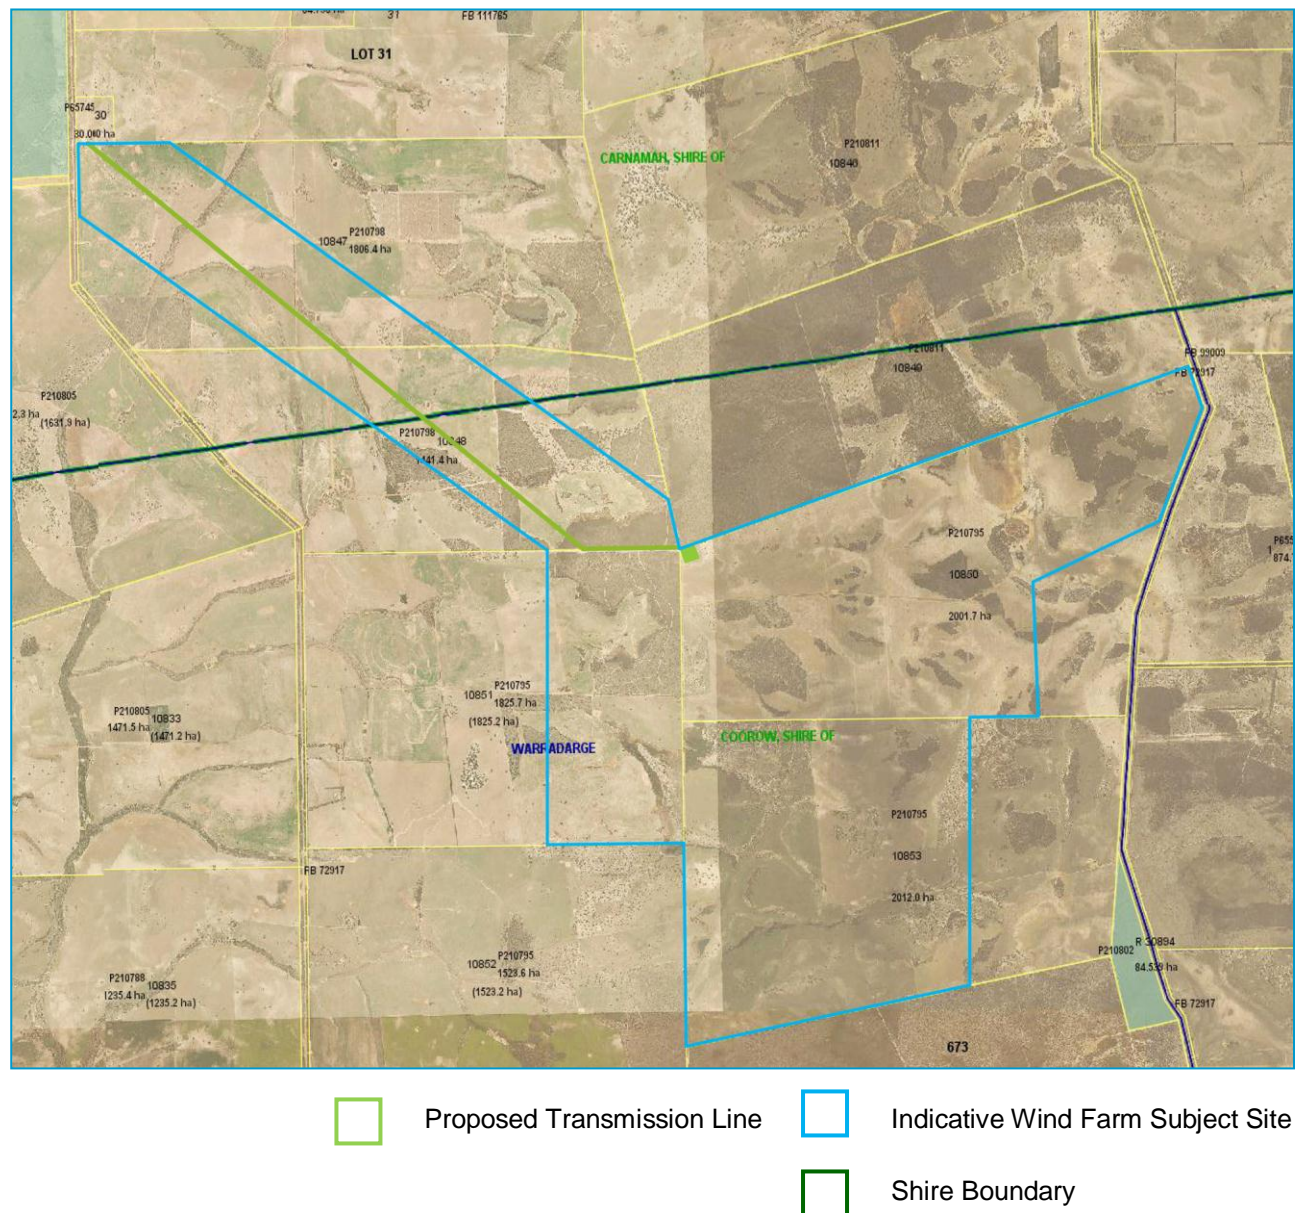 31
FB 111765
LOT 31
P65745
30
30.000 ha
CARNAMAH, SHIRE OF
P210811
10840
P210798
10847
1806.4 ha
P210811
10849
FB 99009
FB 72917
P210805
(1631.9 ha)
P210798
P210795
10850
2001.7 ha
P210795
10851
1825.7 ha
(1825.2 ha)
WARRADARGE
P210805
10833
1471.5 ha
(1471.2 ha)
COOROW, SHIRE OF
P210795
10853
2012.0 ha
FB 72917
P210795
10852
1523.6 ha
(1523.2 ha)
P210788
10835
1235.4 ha
(1235.2 ha)
P210802
R 30894
84.539 ha
FB 72917
673
Proposed Transmission Line
Indicative Wind Farm Subject Site
Shire Boundary